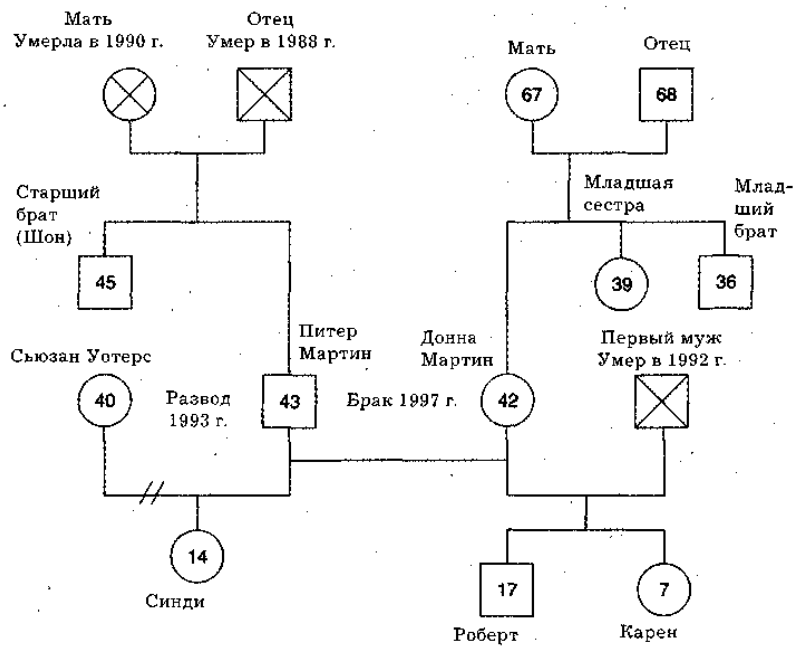 Мать
Умерла в 1990 г.
Отец
Умер в 1988 г.
Мать
Отец
67
68
Старший
брат
(Шон)
Младшая
сестра
Млад-
ший
брат
45
39
36
Сьюзан Уотерс
Питер
Мартин
Донна
Мартин
Первый муж
Умер в 1992 г.
40
Развод
1993 г.
43
Брак 1997 г.
42
14
Синди
17
7
Роберт
Карен